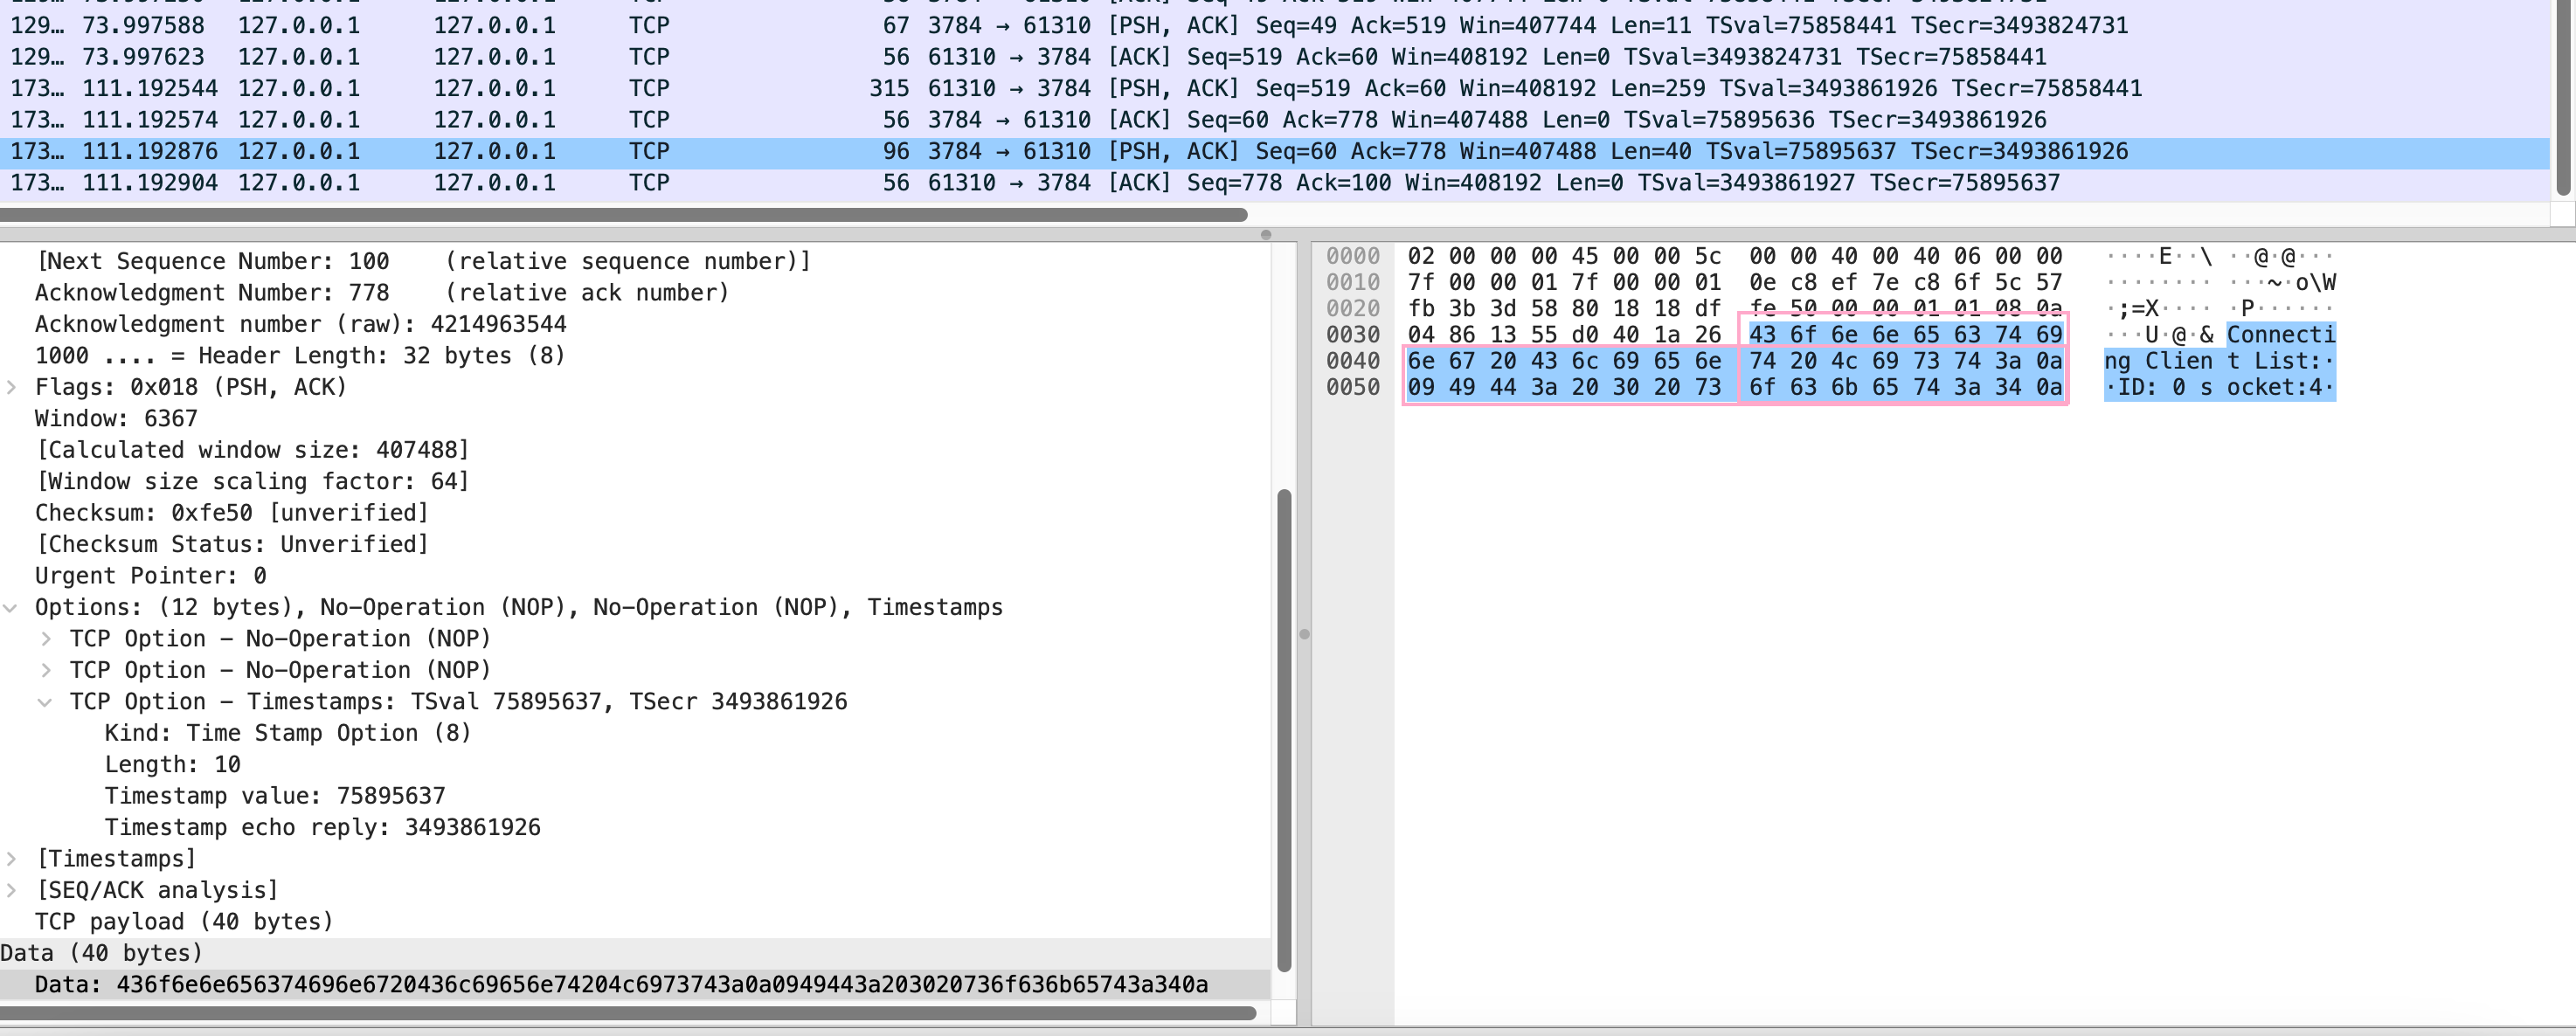 129… 73.997588 127.0.0.1 127.0.0.1 TCP 67 3784 → 61310 [PSH, ACK] Seq=49 Ack=519 Win=407744 Len=11 TSval=75858441 TSecr=3493824731
129… 73.997623 127.0.0.1 127.0.0.1 TCP 56 61310 → 3784 [ACK] Seq=519 Ack=60 Win=408192 Len=0 TSval=3493824731 TSecr=75858441
173… 111.192544 127.0.0.1 127.0.0.1 TCP 315 61310 → 3784 [PSH, ACK] Seq=519 Ack=60 Win=408192 Len=259 TSval=3493861926 TSecr=75858441
173… 111.192574 127.0.0.1 127.0.0.1 TCP 56 3784 → 61310 [ACK] Seq=60 Ack=778 Win=407488 Len=0 TSval=75895636 TSecr=3493861926
173… 111.192876 127.0.0.1 127.0.0.1 TCP 96 3784 → 61310 [PSH, ACK] Seq=60 Ack=778 Win=407488 Len=40 TSval=75895637 TSecr=3493861926
173… 111.192904 127.0.0.1 127.0.0.1 TCP 56 61310 → 3784 [ACK] Seq=778 Ack=100 Win=408192 Len=0 TSval=3493861927 TSecr=75895637
[Next Sequence Number: 100 (relative sequence number)]
Acknowledgment Number: 778 (relative ack number)
Acknowledgment number (raw): 4214963544
1000 .... = Header Length: 32 bytes (8)
Flags: 0x018 (PSH, ACK)
Window: 6367
[Calculated window size: 407488]
[Window size scaling factor: 64]
Checksum: 0xfe50 [unverified]
[Checksum Status: Unverified]
Urgent Pointer: 0
Options: (12 bytes), No-Operation (NOP), No-Operation (NOP), Timestamps
TCP Option - No-Operation (NOP)
TCP Option - No-Operation (NOP)
TCP Option - Timestamps: TSval 75895637, TSecr 3493861926
Kind: Time Stamp Option (8)
Length: 10
Timestamp value: 75895637
Timestamp echo reply: 3493861926
[Timestamps]
[SEQ/ACK analysis]
TCP payload (40 bytes)
Data (40 bytes)
Data: 436f6e6e656374696e6720436c69656e74204c6973743a0a0949443a203020736f636b65743a340a
0000 02 00 00 00 45 00 00 5c 00 00 40 00 40 06 00 00 ····E··\ ··@·@···
0010 7f 00 00 01 7f 00 00 01 0e c8 ef 7e c8 6f 5c 57 ········ ···~·o\W
0020 fb 3b 3d 58 80 18 18 df fe 50 00 00 01 01 08 0a ·;=X···· ·P······
0030 04 86 13 55 d0 40 1a 26 43 6f 6e 6e 65 63 74 69 ···U·@·& Connecti
0040 6e 67 20 43 6c 69 65 6e 74 20 4c 69 73 74 3a 0a ng Clien t List:·
0050 09 49 44 3a 20 30 20 73 6f 63 6b 65 74 3a 34 0a ·ID: 0 s ocket:4·